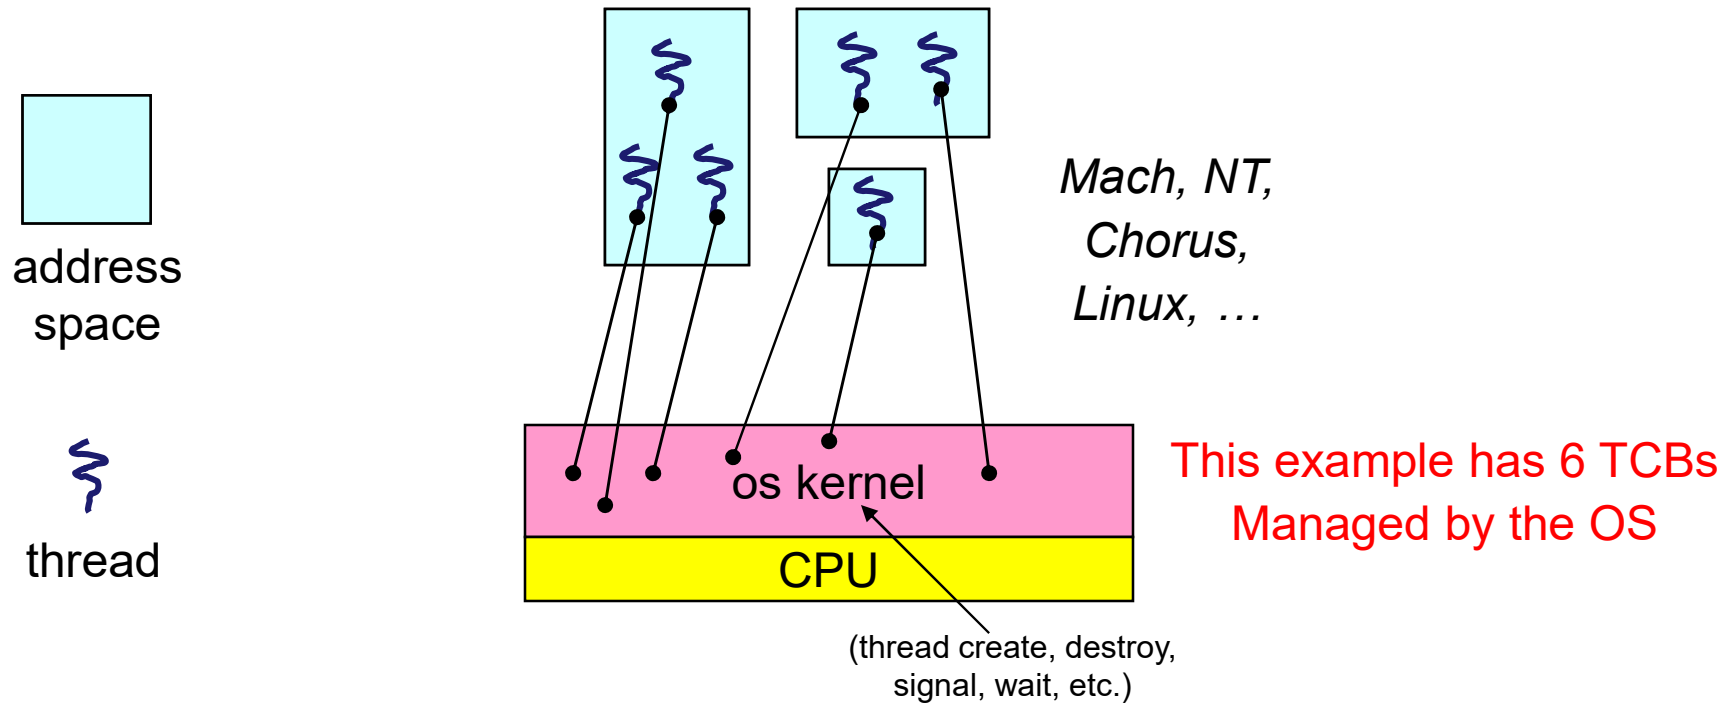 address
space
thread
Mach, NT,
Chorus,
Linux, …
os kernel
CPU
(thread create, destroy,
signal, wait, etc.)
This example has 6 TCBs
Managed by the OS